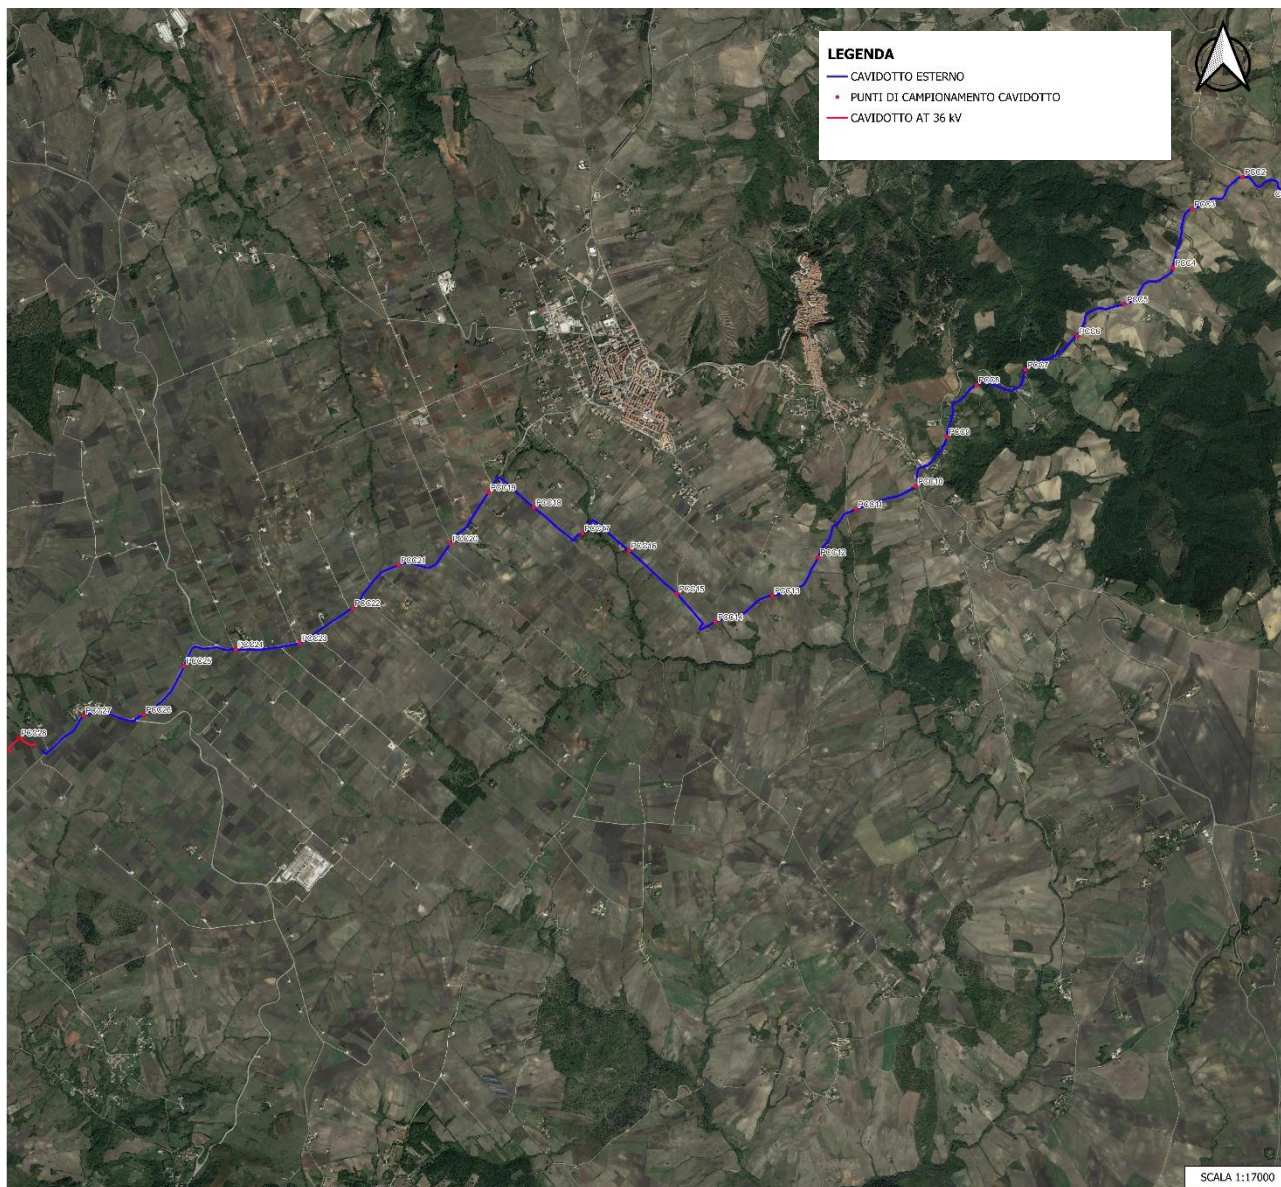 LEGENDA
CAVIDOTTO ESTERNO
PUNTI DI CAMPIONAMENTO CAVIDOTTO
CAVIDOTTO AT 36 kV
PCC2
PCC3
PCC4
PCC5
PCC6
PCC7
PCC8
PCC9
PCC10
PCC11
PCC12
PCC13
PCC14
PCC15
PCC16
PCC17
PCC18
PCC19
PCC20
PCC21
PCC22
PCC23
PCC24
PCC25
PCC26
PCC27
PCC28
SCALA 1:17000